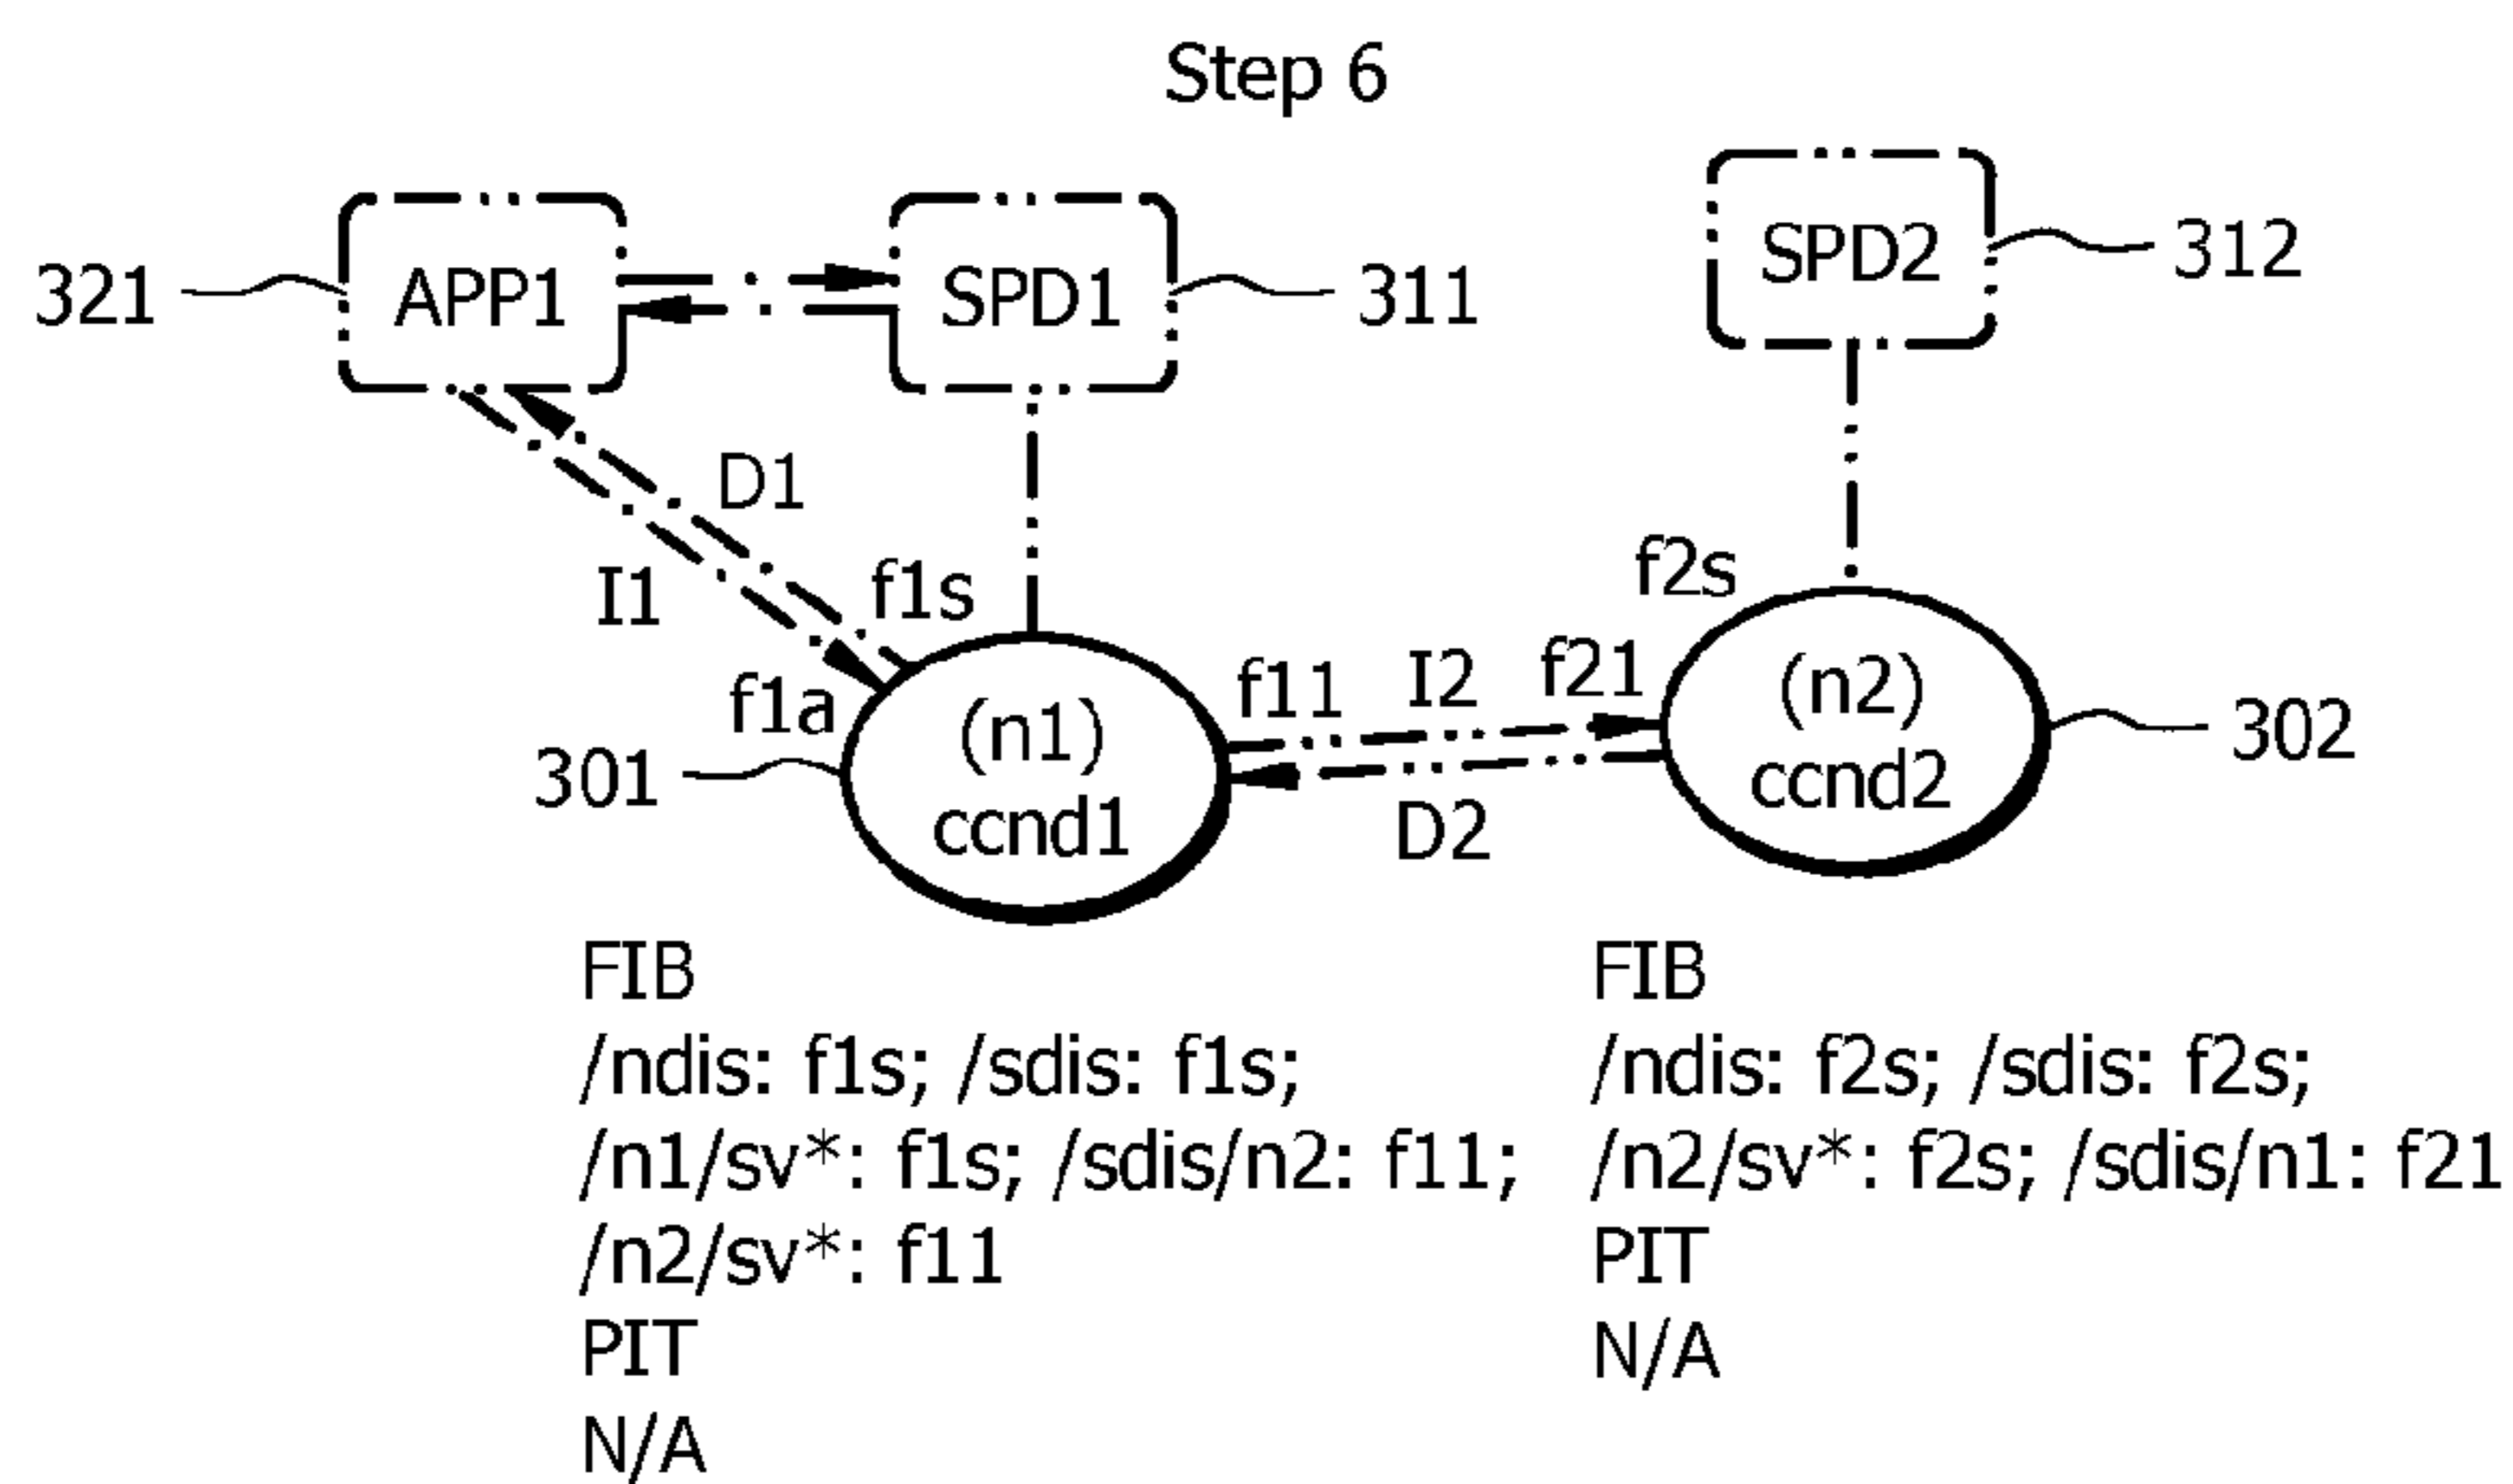 Step 6
321
APP1
SPD1
311
SPD2
312
D1
I1
f1s
f2s
f1a
f11
I2
f21
301
(n1)
ccnd1
D2
(n2)
ccnd2
302
FIB
/ndis: f1s; /sdis: f1s;
/n1/sv*: f1s; /sdis/n2: f11;
/n2/sv*: f11
PIT
N/A
FIB
/ndis: f2s; /sdis: f2s;
/n2/sv*: f2s; /sdis/n1: f21
PIT
N/A